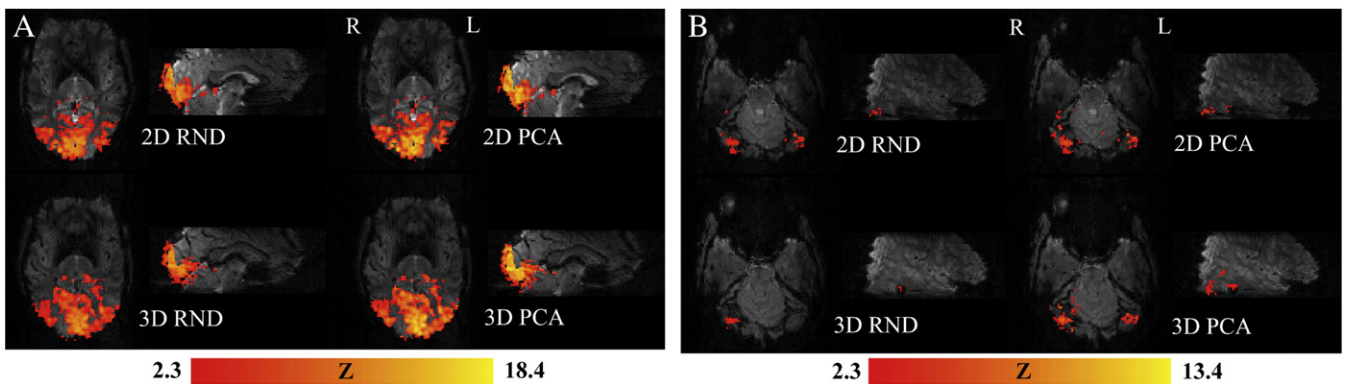 A
R
L
2D RND
2D PCA
3D RND
3D PCA
2.3 Z 18.4
B
R
L
2D RND
2D PCA
3D RND
3D PCA
2.3 Z 13.4